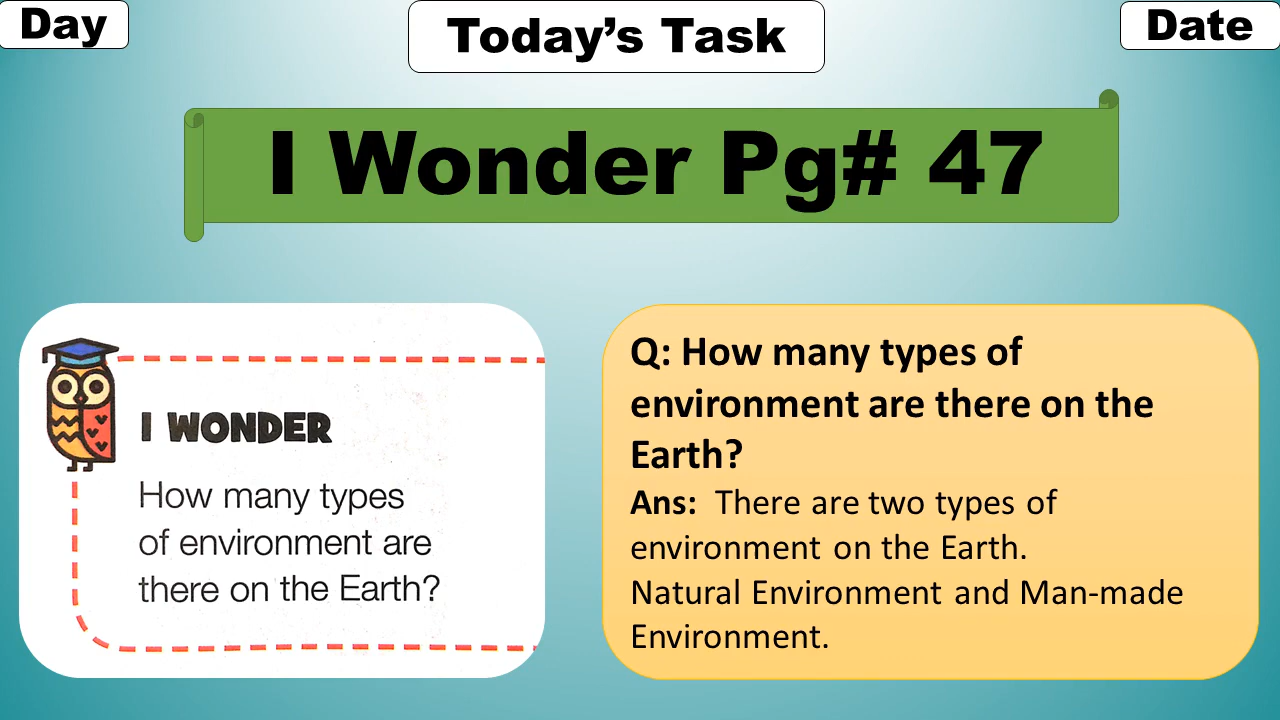 Day
Today's Task
Date
I Wonder Pg# 47
I WONDER
How many types
of environment are
there on the Earth?
Q: How many types of
environment are there on the
Earth?
Ans: There are two types of
environment on the Earth.
Natural Environment and Man-made
Environment.